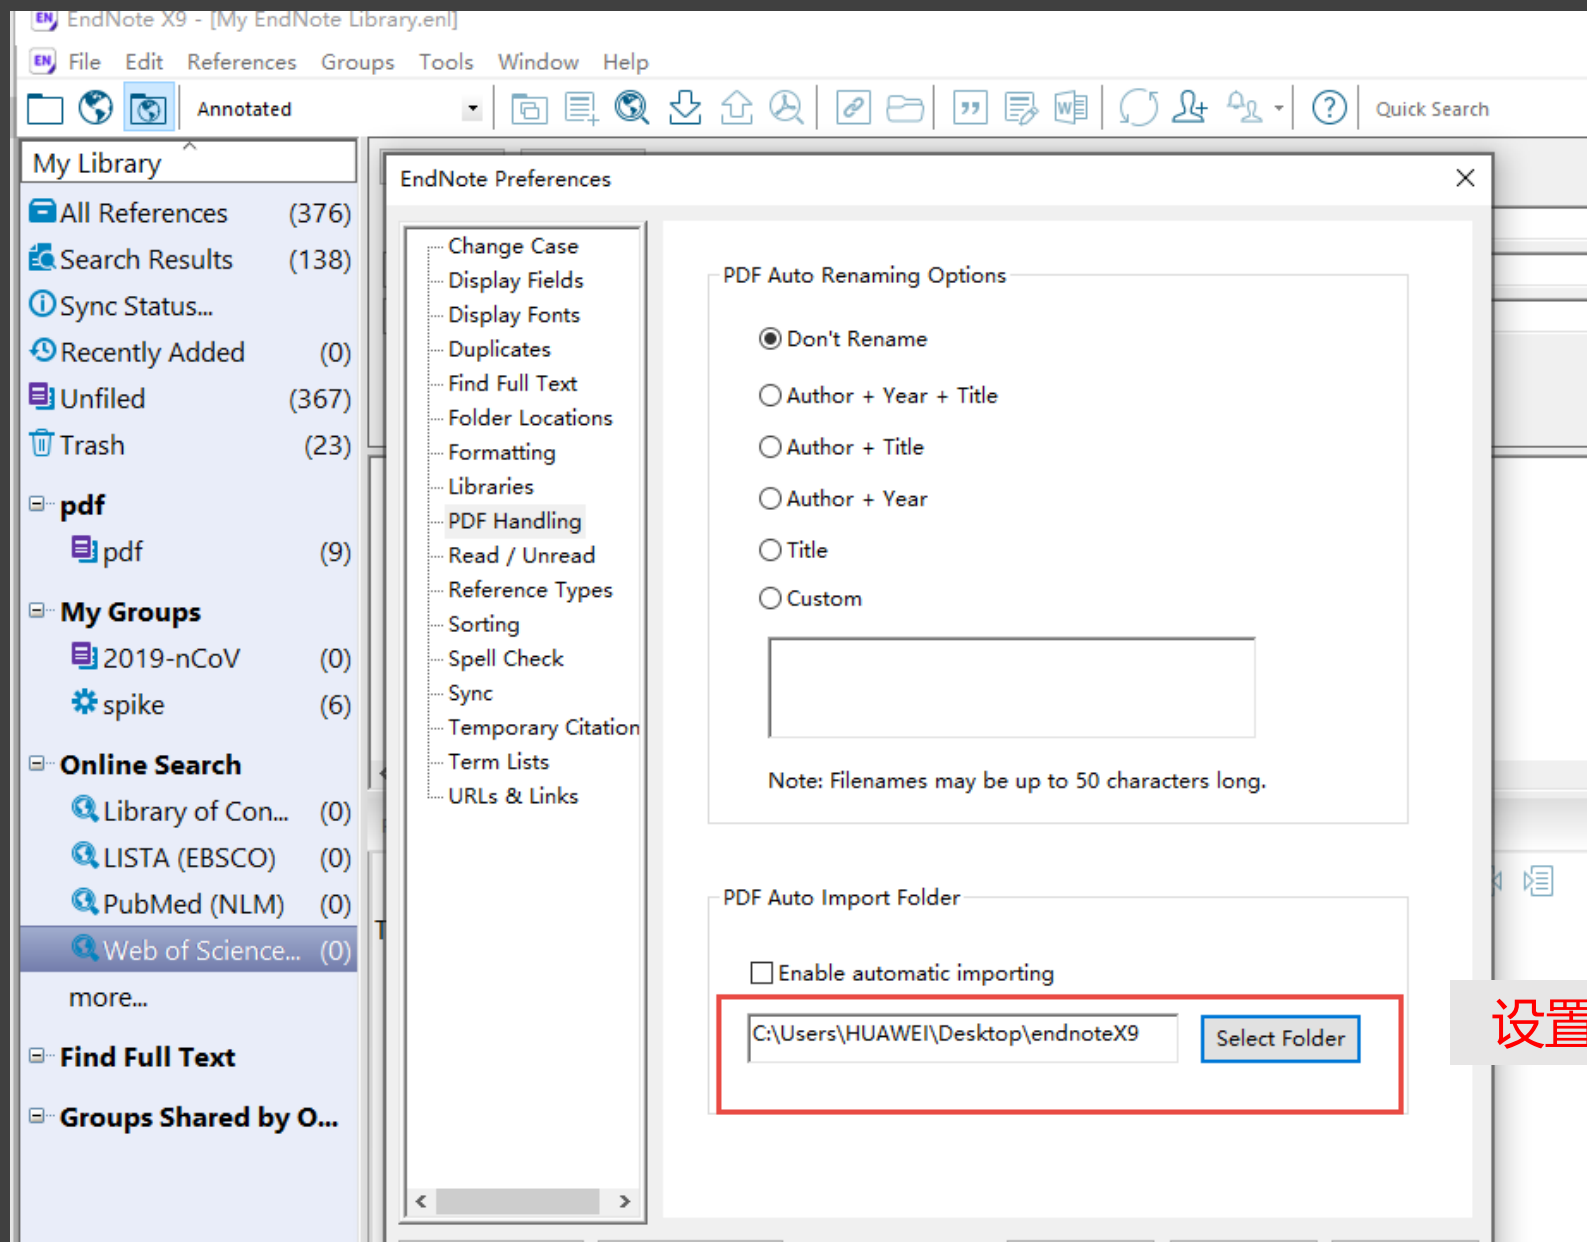 EndNote X9 - [My EndNote Library.enl]
File Edit References Groups Tools Window Help
Annotated
Quick Search
My Library
All References (376)
Search Results (138)
Sync Status...
Recently Added (0)
Unfiled (367)
Trash (23)
pdf
pdf (9)
My Groups
2019-nCoV (0)
spike (6)
Online Search
Library of Con... (0)
LISTA (EBSCO) (0)
PubMed (NLM) (0)
Web of Science... (0)
more...
Find Full Text
Groups Shared by O...
EndNote Preferences
Change Case
Display Fields
Display Fonts
Duplicates
Find Full Text
Folder Locations
Formatting
Libraries
PDF Handling
Read / Unread
Reference Types
Sorting
Spell Check
Sync
Temporary Citation
Term Lists
URLs & Links
PDF Auto Renaming Options
Don't Rename
Author + Year + Title
Author + Title
Author + Year
Title
Custom
Note: Filenames may be up to 50 characters long.
PDF Auto Import Folder
Enable automatic importing
C:\Users\HUAWEI\Desktop\endnoteX9
Select Folder
设置